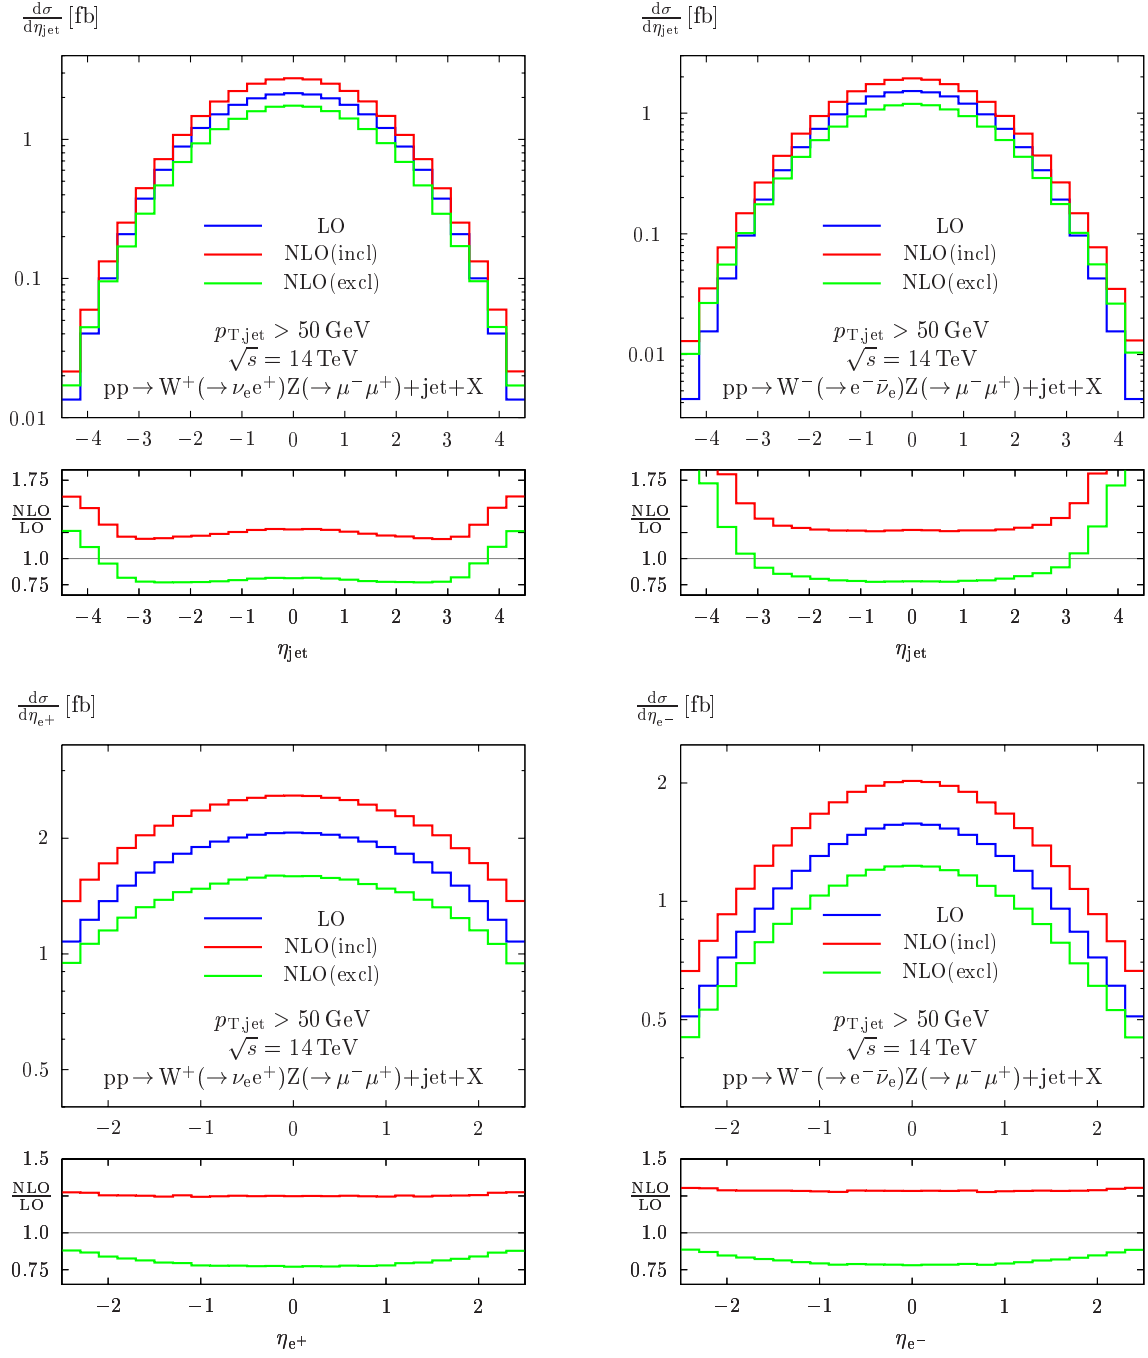 dσ/dη_jet [fb]
1
0.1
0.01
LO
NLO(incl)
NLO(excl)
p_T,jet > 50 GeV
√s = 14 TeV
pp → W⁺(→ ν_e e⁺)Z(→ μ⁻μ⁺)+jet+X
−4 −3 −2 −1 0 1 2 3 4
1.75
NLO/LO
1.0
0.75
−4 −3 −2 −1 0 1 2 3 4
η_jet
dσ/dη_jet [fb]
1
0.1
0.01
LO
NLO(incl)
NLO(excl)
p_T,jet > 50 GeV
√s = 14 TeV
pp → W⁻(→ e⁻ν̄_e)Z(→ μ⁻μ⁺)+jet+X
−4 −3 −2 −1 0 1 2 3 4
1.75
NLO/LO
1.0
0.75
−4 −3 −2 −1 0 1 2 3 4
η_jet
dσ/dη_e+ [fb]
2
1
0.5
LO
NLO(incl)
NLO(excl)
p_T,jet > 50 GeV
√s = 14 TeV
pp → W⁺(→ ν_e e⁺)Z(→ μ⁻μ⁺)+jet+X
−2 −1 0 1 2
1.5
NLO/LO
1.0
0.75
−2 −1 0 1 2
η_e+
dσ/dη_e− [fb]
2
1
0.5
LO
NLO(incl)
NLO(excl)
p_T,jet > 50 GeV
√s = 14 TeV
pp → W⁻(→ e⁻ν̄_e)Z(→ μ⁻μ⁺)+jet+X
−2 −1 0 1 2
1.5
NLO/LO
1.0
0.75
−2 −1 0 1 2
η_e−